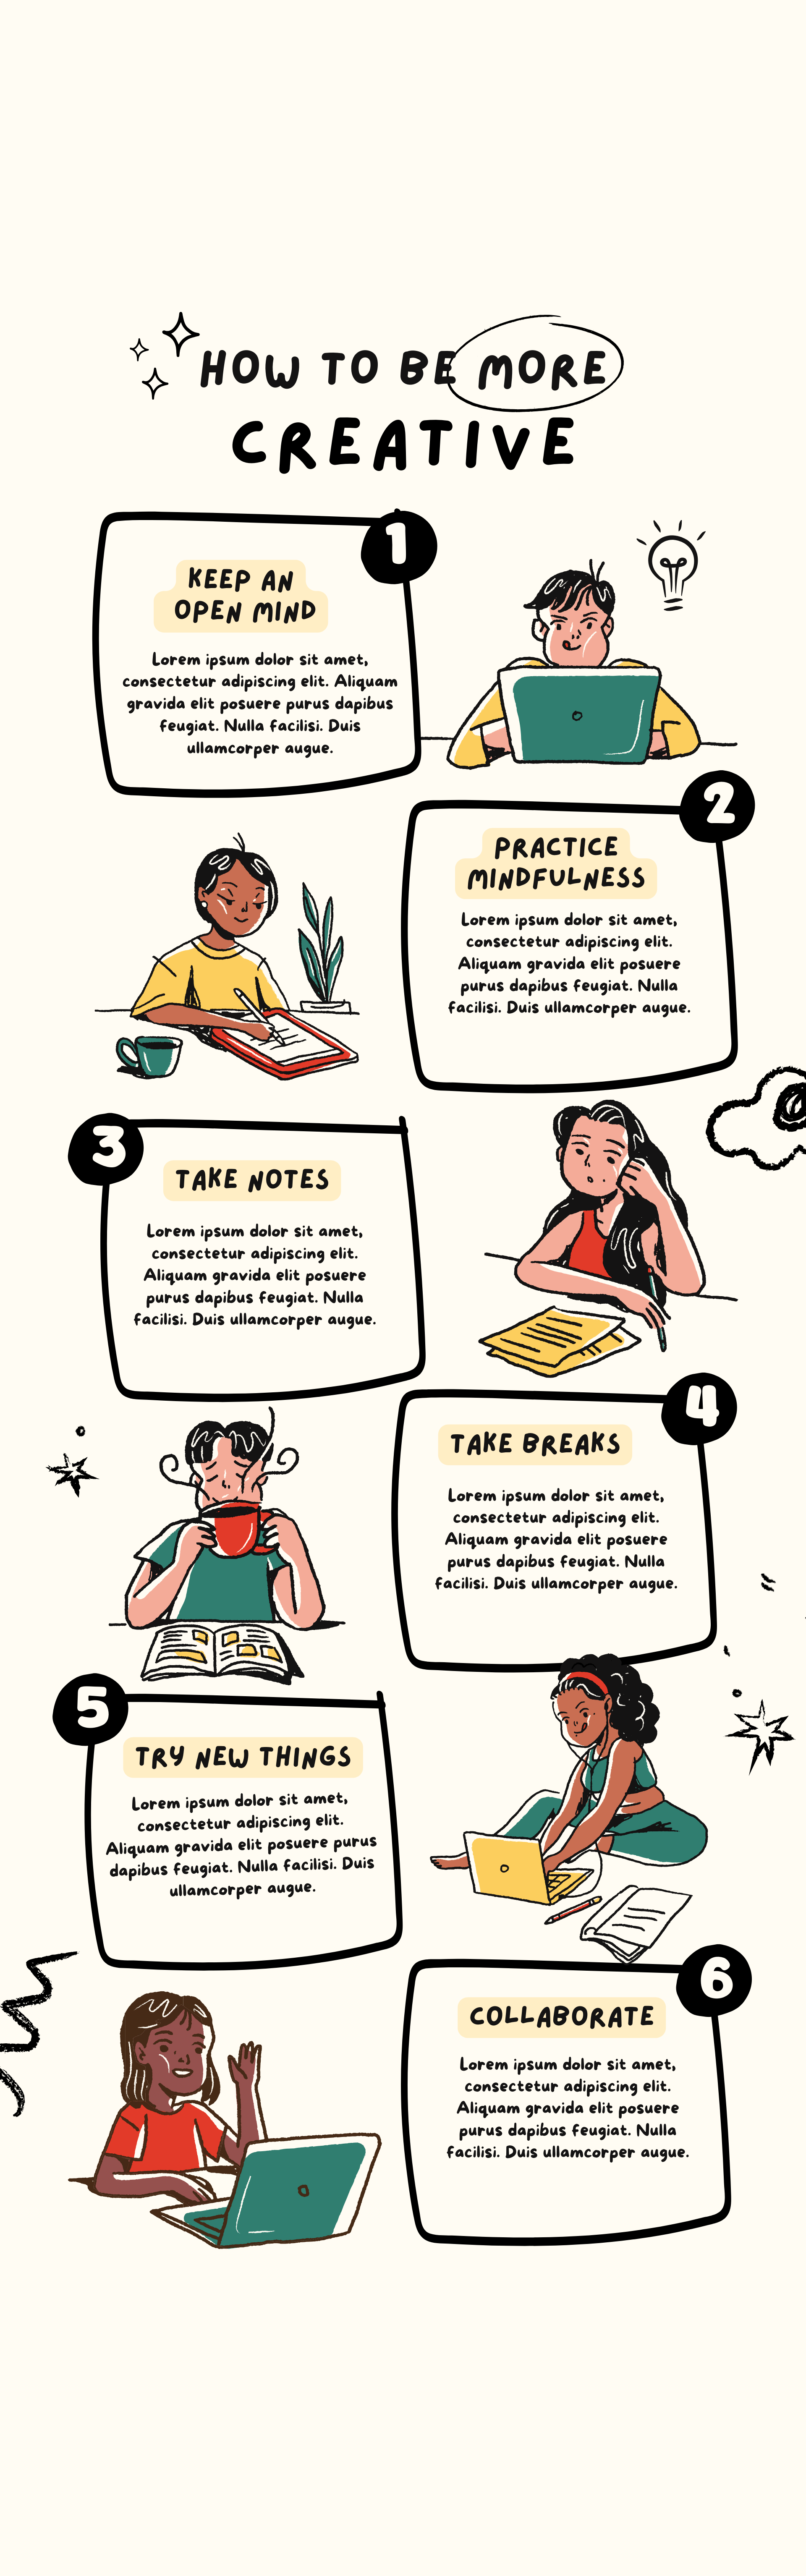 HOW TO BE MORE
CREATIVE
1
KEEP AN
OPEN MIND
Lorem ipsum dolor sit amet,
consectetur adipiscing elit. Aliquam
gravida elit posuere purus dapibus
feugiat. Nulla facilisi. Duis
ullamcorper augue.
2
PRACTICE
MINDFULNESS
Lorem ipsum dolor sit amet,
consectetur adipiscing elit.
Aliquam gravida elit posuere
purus dapibus feugiat. Nulla
facilisi. Duis ullamcorper augue.
3
TAKE NOTES
Lorem ipsum dolor sit amet,
consectetur adipiscing elit.
Aliquam gravida elit posuere
purus dapibus feugiat. Nulla
facilisi. Duis ullamcorper augue.
4
TAKE BREAKS
Lorem ipsum dolor sit amet,
consectetur adipiscing elit.
Aliquam gravida elit posuere
purus dapibus feugiat. Nulla
facilisi. Duis ullamcorper augue.
5
TRY NEW THINGS
Lorem ipsum dolor sit amet,
consectetur adipiscing elit.
Aliquam gravida elit posuere purus
dapibus feugiat. Nulla facilisi. Duis
ullamcorper augue.
6
COLLABORATE
Lorem ipsum dolor sit amet,
consectetur adipiscing elit.
Aliquam gravida elit posuere
purus dapibus feugiat. Nulla
facilisi. Duis ullamcorper augue.